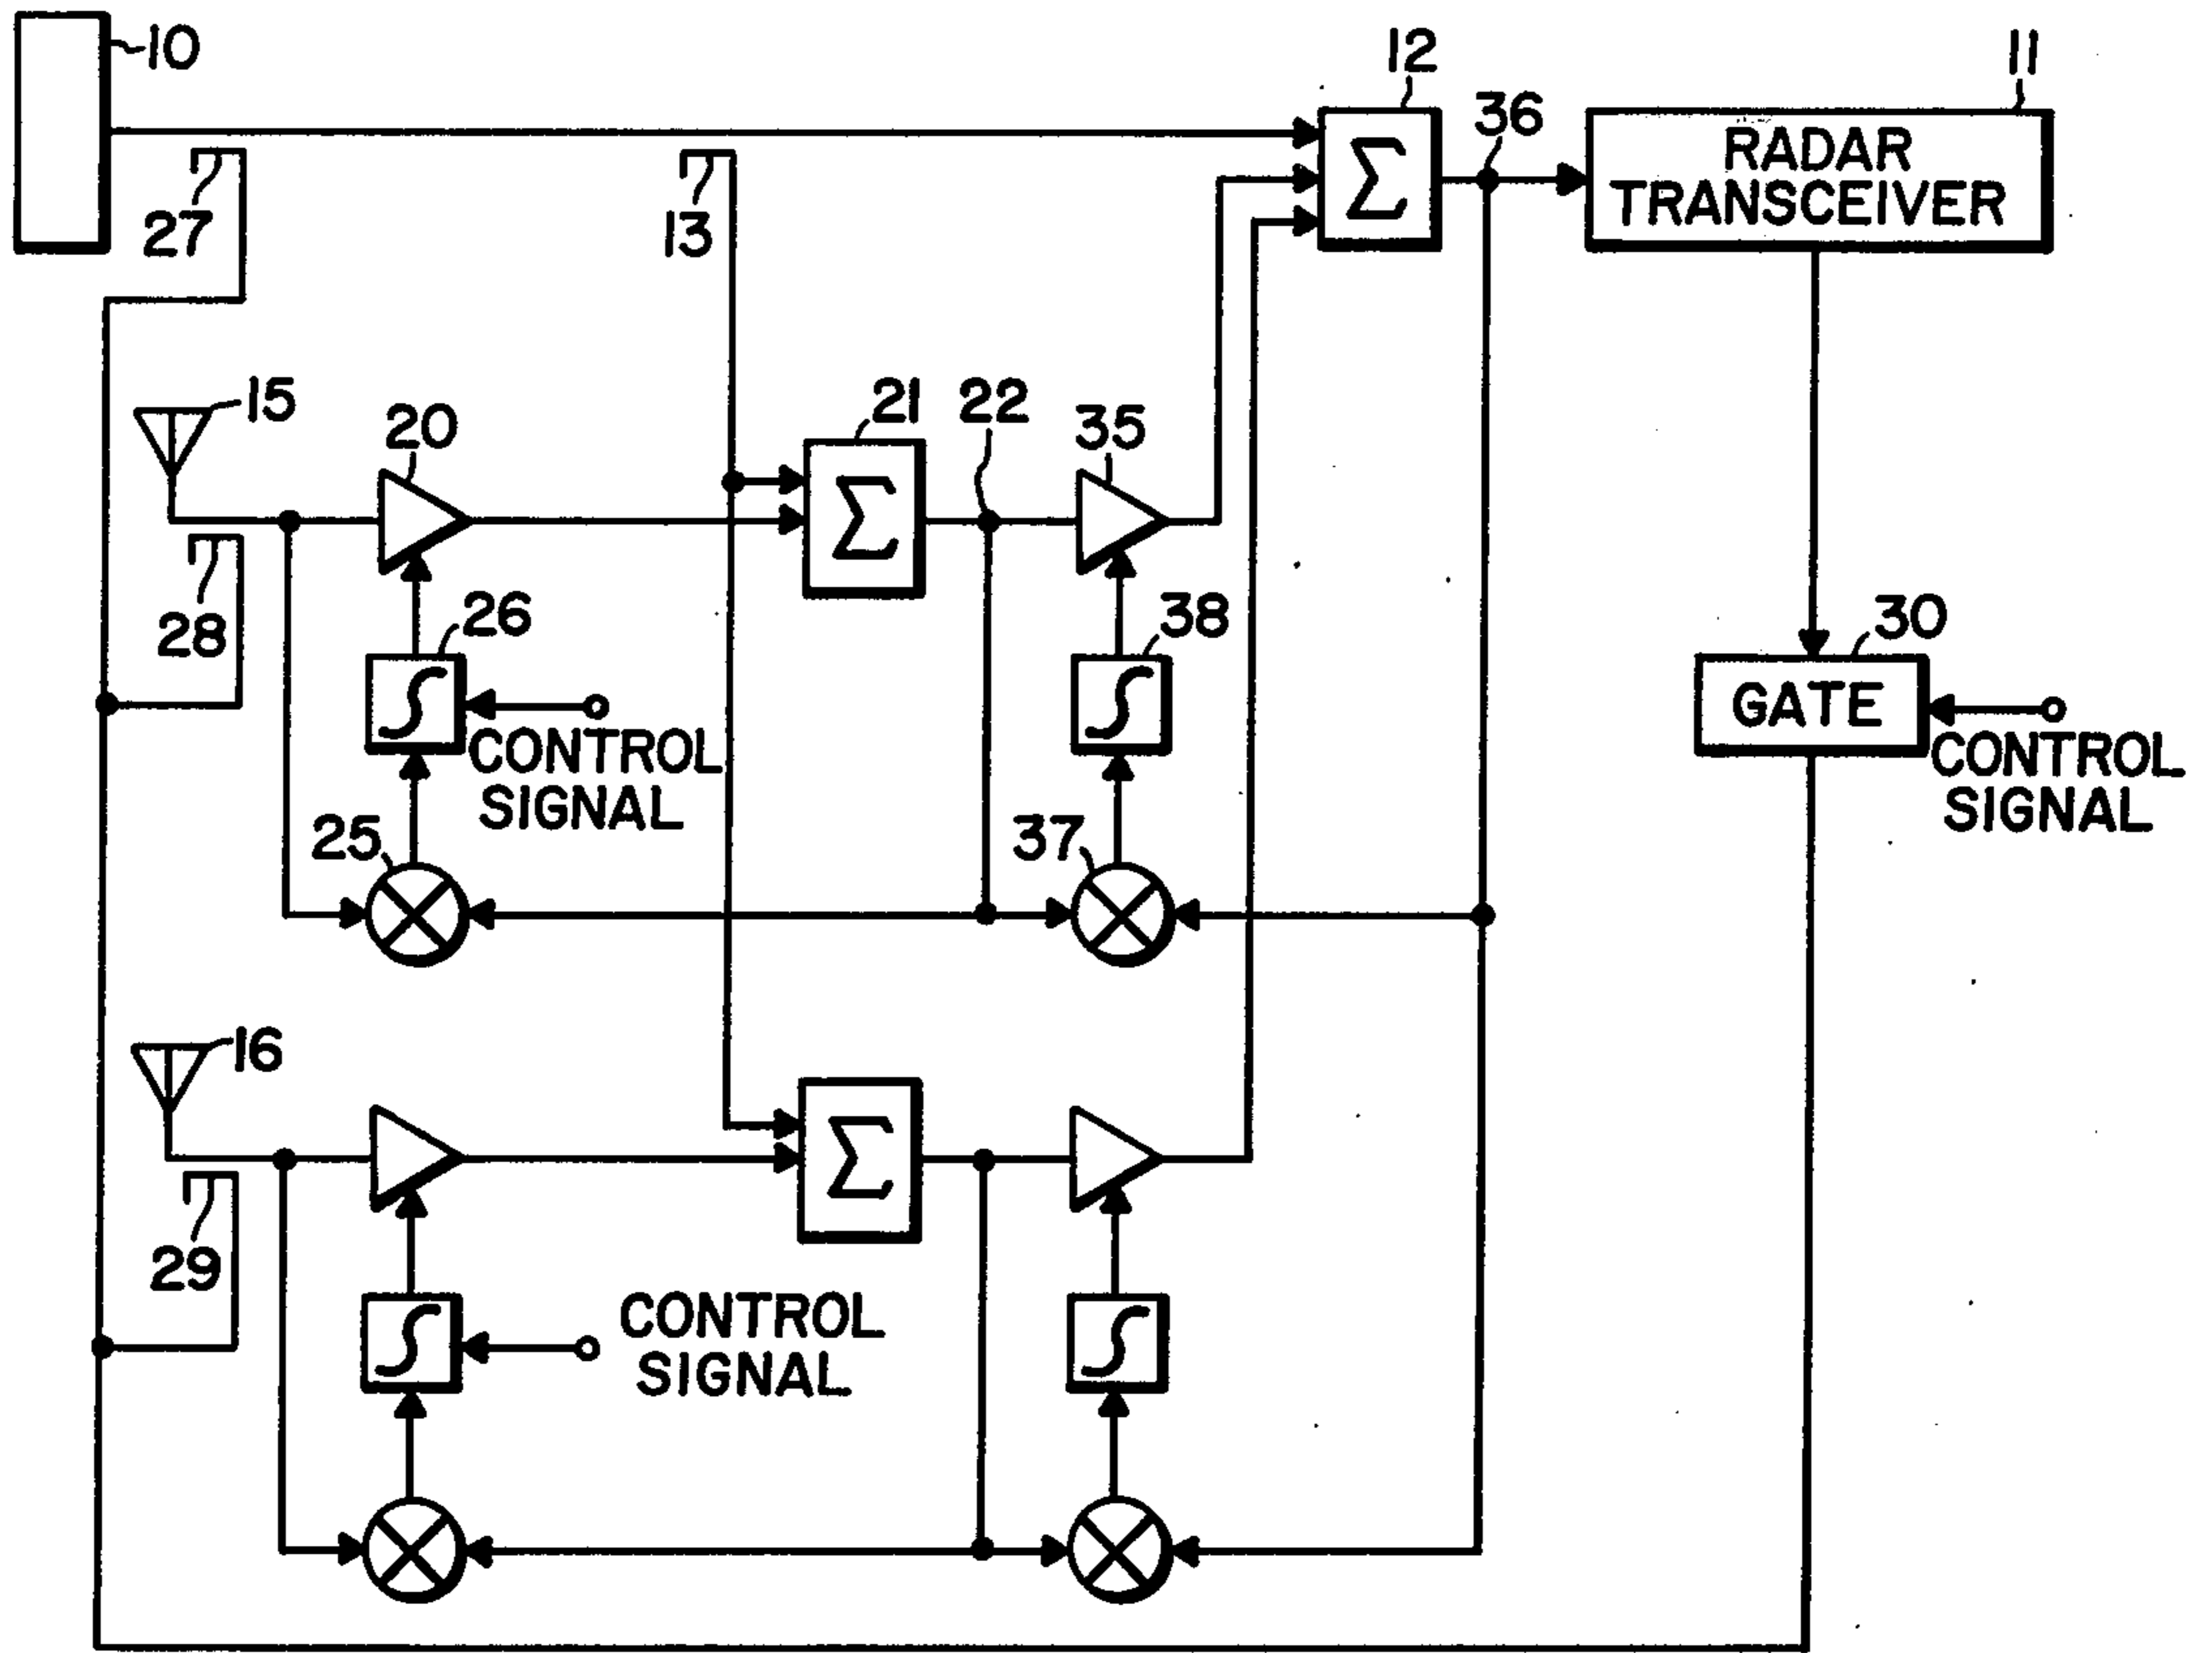 10
12
36
11
RADAR
TRANSCEIVER
27
13
Σ
15
20
21
22
35
Σ
28
26
38
30
∫
∫
GATE
CONTROL
SIGNAL
CONTROL
SIGNAL
25
37
16
Σ
29
CONTROL
SIGNAL
∫
∫